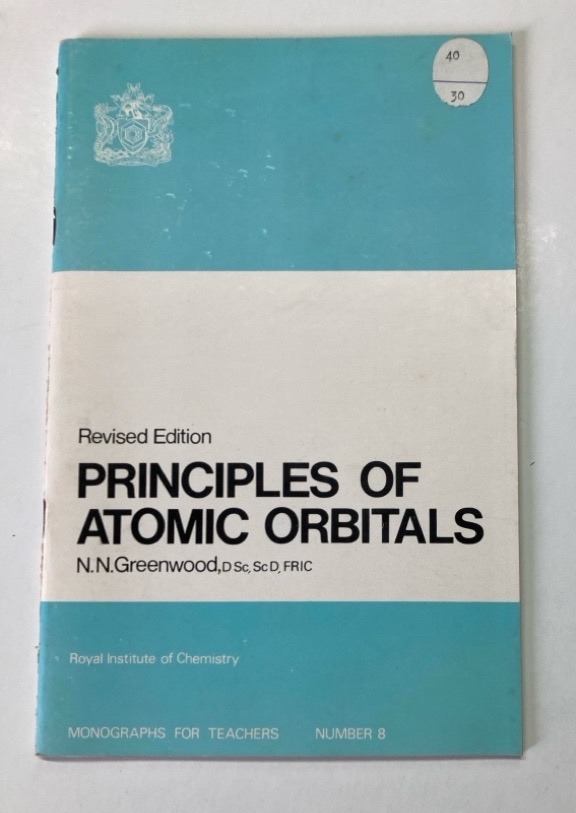 40
30
Revised Edition
PRINCIPLES OF
ATOMIC ORBITALS
N.N.Greenwood, D Sc, Sc D, FRIC
Royal Institute of Chemistry
MONOGRAPHS FOR TEACHERS NUMBER 8